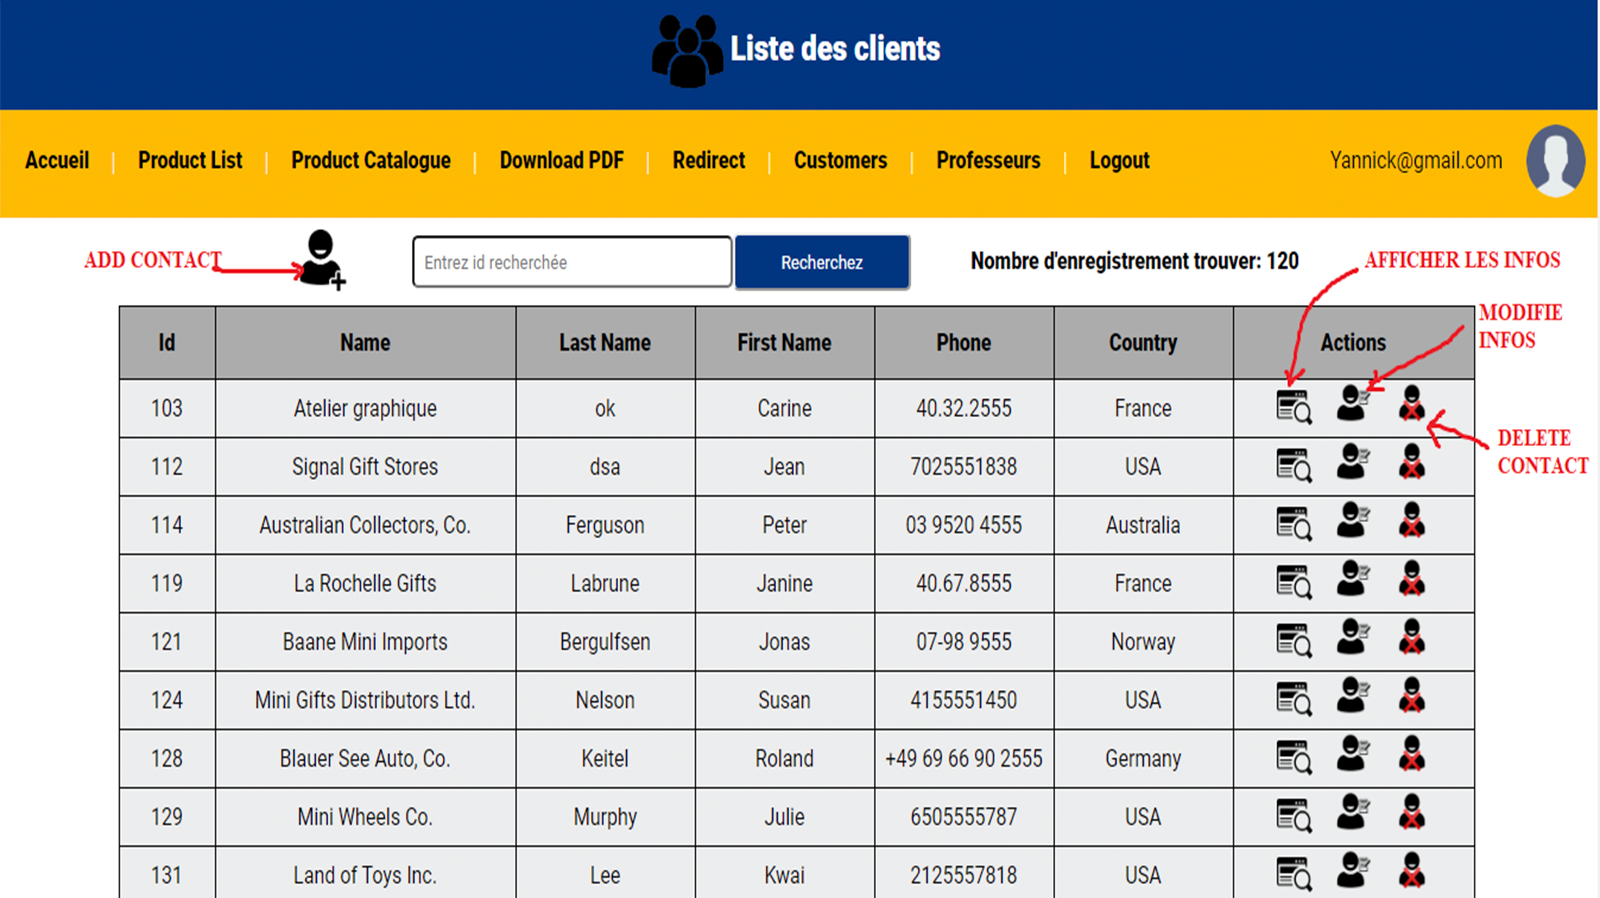 Liste des clients
Accueil | Product List | Product Catalogue | Download PDF | Redirect | Customers | Professeurs | Logout Yannick@gmail.com
ADD CONTACT Entrez id recherchée Recherchez Nombre d'enregistrement trouver: 120 AFFICHER LES INFOS
MODIFIE
INFOS
Id Name Last Name First Name Phone Country Actions
103 Atelier graphique ok Carine 40.32.2555 France
DELETE
CONTACT
112 Signal Gift Stores dsa Jean 7025551838 USA
114 Australian Collectors, Co. Ferguson Peter 03 9520 4555 Australia
119 La Rochelle Gifts Labrune Janine 40.67.8555 France
121 Baane Mini Imports Bergulfsen Jonas 07-98 9555 Norway
124 Mini Gifts Distributors Ltd. Nelson Susan 4155551450 USA
128 Blauer See Auto, Co. Keitel Roland +49 69 66 90 2555 Germany
129 Mini Wheels Co. Murphy Julie 6505555787 USA
131 Land of Toys Inc. Lee Kwai 2125557818 USA